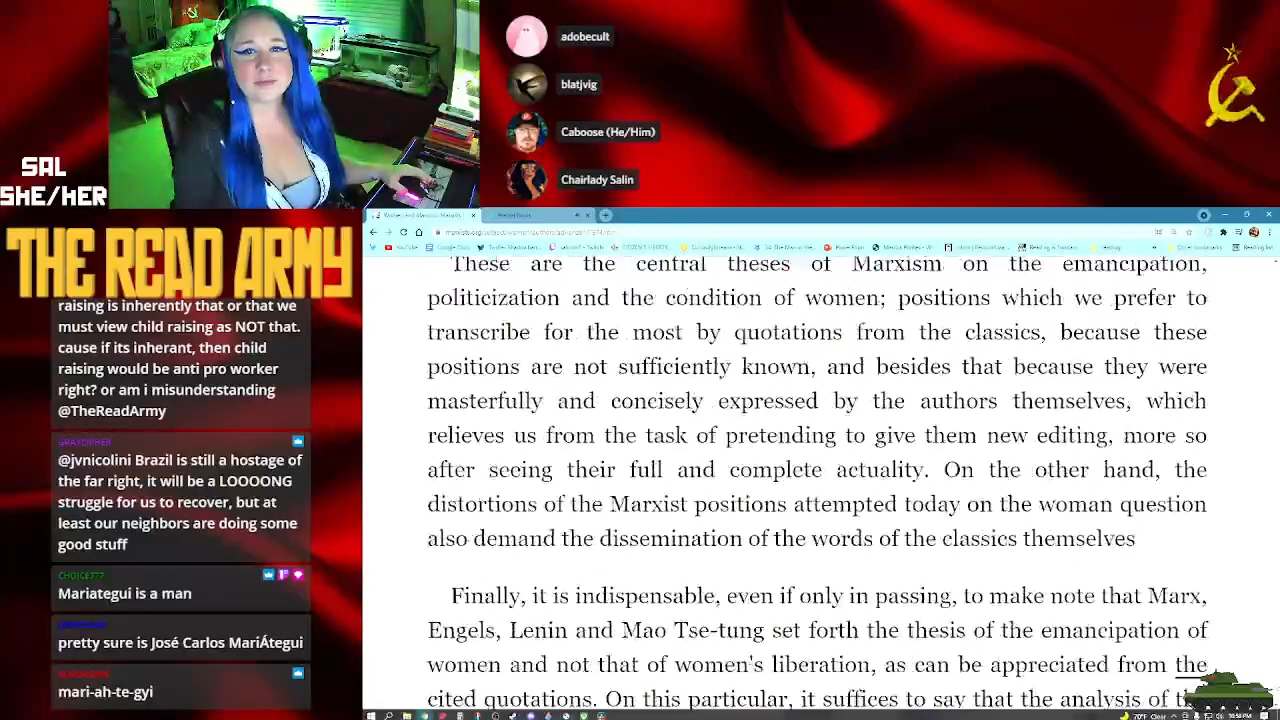 SAL
SHE/HER
THE READ ARMY
raising is inherently that or that we
must view child raising as NOT that.
cause if its inherant, then child
raising would be anti pro worker
right? or am i misunderstanding
@TheReadArmy
GRAYCIPHER
@jvnicolini Brazil is still a hostage of
the far right, it will be a LOOOONG
struggle for us to recover, but at
least our neighbors are doing some
good stuff
CHOICE777
Mariategui is a man
pretty sure is José Carlos MariÁtegui
mari-ah-te-gyi
adobecult
blatjvig
Caboose (He/Him)
Chairlady Salin
YouTube
Google Docs
Other bookmarks
Reading list
These are the central theses of Marxism on the emancipation,
politicization and the condition of women; positions which we prefer to
transcribe for the most by quotations from the classics, because these
positions are not sufficiently known, and besides that because they were
masterfully and concisely expressed by the authors themselves, which
relieves us from the task of pretending to give them new editing, more so
after seeing their full and complete actuality. On the other hand, the
distortions of the Marxist positions attempted today on the woman question
also demand the dissemination of the words of the classics themselves
Finally, it is indispensable, even if only in passing, to make note that Marx,
Engels, Lenin and Mao Tse-tung set forth the thesis of the emancipation of
women and not that of women's liberation, as can be appreciated from the
cited quotations. On this particular, it suffices to say that the analysis of